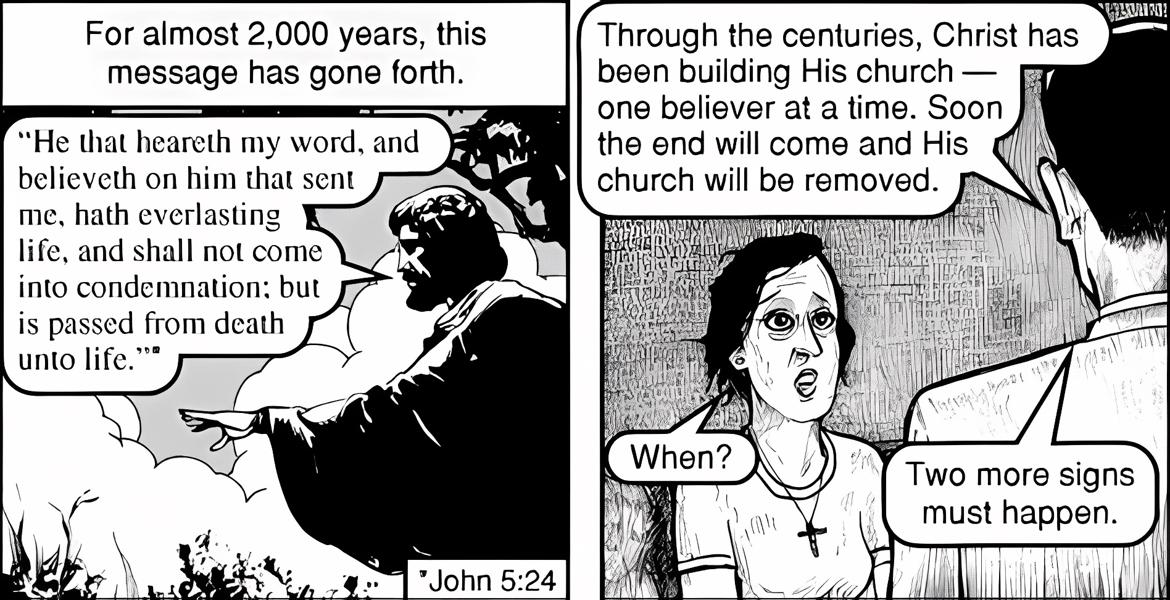 For almost 2,000 years, this
message has gone forth.
“He that heareth my word, and
believeth on him that sent
me, hath everlasting
life, and shall not come
into condemnation; but
is passed from death
unto life.”*
*John 5:24
Through the centuries, Christ has
been building His church —
one believer at a time. Soon
the end will come and His
church will be removed.
When?
Two more signs
must happen.